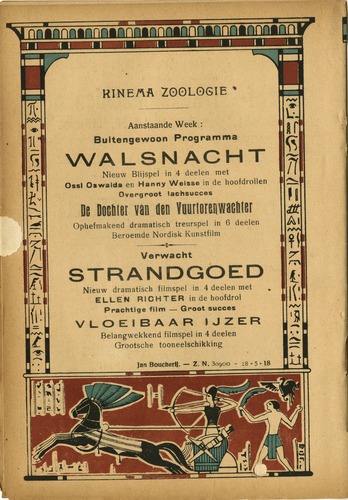 KINEMA ZOOLOGIE
Aanstaande Week :
Buitengewoon Programma
WALSNACHT
Nieuw Blijspel in 4 deelen met
Ossi Oswalda en Hanny Weisse in de hoofdrollen
Overgroot lachsucces
De Dochter van den Vuurtorenwachter
Ophefmakend dramatisch treurspel in 6 deelen
Beroemde Nordisk Kunstfilm
Verwacht
STRANDGOED
Nieuw dramatisch filmspel in 4 deelen met
ELLEN RICHTER in de hoofdrol
Prachtige film — Groot succes
VLOEIBAAR IJZER
Belangwekkend filmspel in 4 deelen
Grootsche tooneelschikking
Jan Boucherij. — Z. N. 30900 - 18-5-18